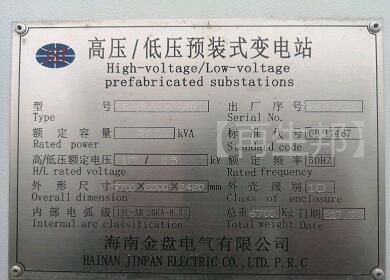 高压/低压预装式变电站
High-voltage/Low-voltage
prefabricated substations
型号 出厂序号
Type Serial No.
额定容量 kVA 标准代号 GB 17467
Rated power Standard code
高/低压额定电压 kV 额定频率 50HZ
H/L rated voltage Rated frequency
外形尺寸 6700×2500×2420mm 外壳级别 10
Overall dimension Class of enclosure
内部电弧级 IAC-AB 20KA-0.5s 总重 6700 Kg 日期
Internal arc classification Total weight Date
海南金盘电气有限公司
HAINAN JINPAN ELECTRIC CO., LTD. P.R.C